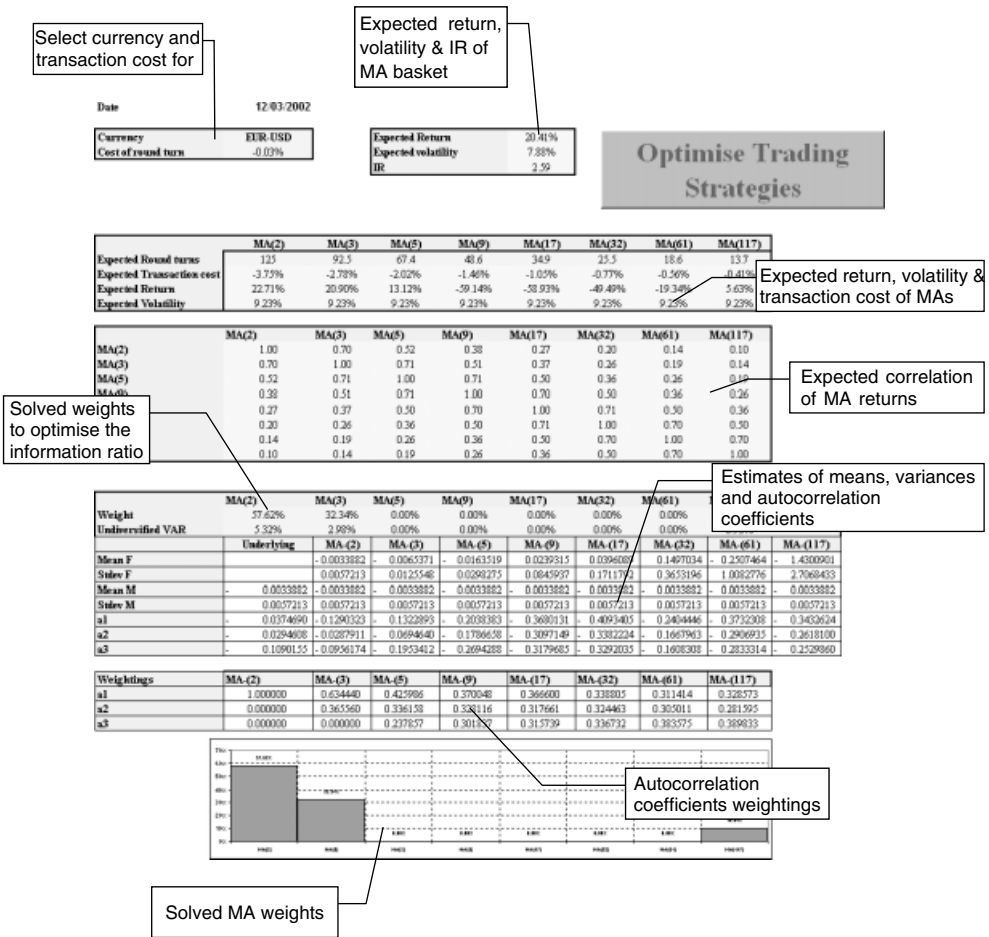 Select currency and
transaction cost for
Expected return,
volatility & IR of
MA basket
Date 12/03/2002
Currency EUR-USD
Cost of round turn -0.03%
Expected Return 20.41%
Expected volatility 7.88%
IR 2.59
Optimise Trading
Strategies
MA(2) MA(3) MA(5) MA(9) MA(17) MA(32) MA(61) MA(117)
Expected Round turns 125 92.5 67.4 48.6 34.9 25.5 18.6 13.7
Expected Transaction cost -3.75% -2.78% -2.02% -1.46% -1.05% -0.77% -0.56% -0.41%
Expected Return 22.71% 20.90% 13.12% -59.14% -58.93% -49.49% -19.34% 5.63%
Expected Volatility 9.23% 9.23% 9.23% 9.23% 9.23% 9.23% 9.23% 9.23%
Expected return, volatility &
transaction cost of MAs
MA(2) MA(3) MA(5) MA(9) MA(17) MA(32) MA(61) MA(117)
MA(2) 1.00 0.70 0.52 0.38 0.27 0.20 0.14 0.10
MA(3) 0.70 1.00 0.71 0.51 0.37 0.26 0.19 0.14
MA(5) 0.52 0.71 1.00 0.71 0.50 0.36 0.26 0.19
MA(9) 0.38 0.51 0.71 1.00 0.70 0.50 0.36 0.26
0.27 0.37 0.50 0.70 1.00 0.71 0.50 0.36
0.20 0.26 0.36 0.50 0.71 1.00 0.70 0.50
0.14 0.19 0.26 0.36 0.50 0.70 1.00 0.70
0.10 0.14 0.19 0.26 0.36 0.50 0.70 1.00
Expected correlation
of MA returns
Solved weights
to optimise the
information ratio
Estimates of means, variances
and autocorrelation
coefficients
MA(2) MA(3) MA(5) MA(9) MA(17) MA(32) MA(61)
Weight 57.62% 32.34% 0.00% 0.00% 0.00% 0.00% 0.00%
Undiversified VAR 5.32% 2.98% 0.00% 0.00% 0.00% 0.00% 0.00%
Underlying MA-(2) MA-(3) MA-(5) MA-(9) MA-(17) MA-(32) MA-(61) MA-(117)
Mean F - 0.0033882 - 0.0065371 - 0.0163519 - 0.0239315 - 0.0396089 - 0.1497034 - 0.2507464 - 1.4300901
Stdev F 0.0057213 0.0125548 0.0298275 0.0845937 0.1711792 0.3653196 1.0082776 2.7068433
Mean M - 0.0033882 - 0.0033882 - 0.0033882 - 0.0033882 - 0.0033882 - 0.0033882 - 0.0033882 - 0.0033882 - 0.0033882
Stdev M 0.0057213 0.0057213 0.0057213 0.0057213 0.0057213 0.0057213 0.0057213 0.0057213 0.0057213
a1 - 0.0374690 - 0.1290323 - 0.1322893 - 0.2038383 - 0.3680131 - 0.4093405 - 0.2404446 - 0.3732308 - 0.3432624
a2 - 0.0294608 - 0.0287911 - 0.0694640 - 0.1786658 - 0.3097149 - 0.3382224 - 0.1667963 - 0.2906935 - 0.2618100
a3 - 0.1090155 - 0.0956174 - 0.1953412 - 0.2694288 - 0.3179685 - 0.3292035 - 0.1608308 - 0.2833314 - 0.2529860
Weightings MA-(2) MA-(3) MA-(5) MA-(9) MA-(17) MA-(32) MA-(61) MA-(117)
a1 1.000000 0.634440 0.425986 0.370048 0.366600 0.338805 0.311414 0.328573
a2 0.000000 0.365560 0.336158 0.328116 0.317661 0.324463 0.305011 0.281595
a3 0.000000 0.000000 0.237857 0.301837 0.315739 0.336732 0.383575 0.389833
Autocorrelation
coefficients weightings
Solved MA weights